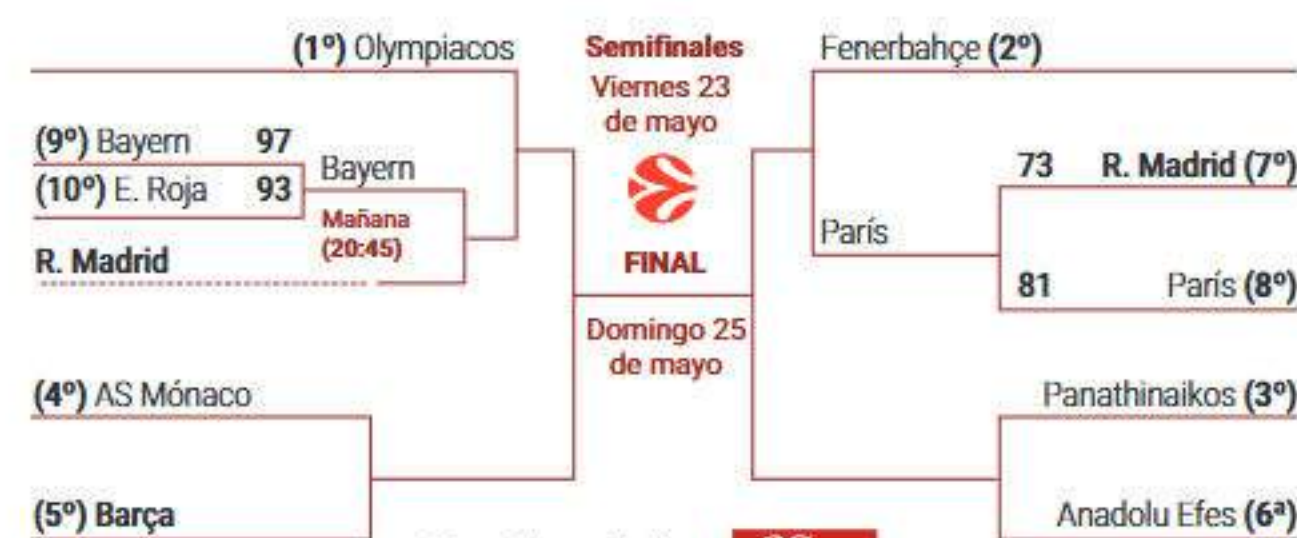 (1º) Olympiacos
(9º) Bayern 97
(10º) E. Roja 93
Bayern
Mañana
(20:45)
R. Madrid
(4º) AS Mónaco
(5º) Barça
Semifinales
Viernes 23
de mayo
FINAL
Domingo 25
de mayo
Fenerbahçe (2º)
73 R. Madrid (7º)
París
81 París (8º)
Panathinaikos (3º)
Anadolu Efes (6ª)